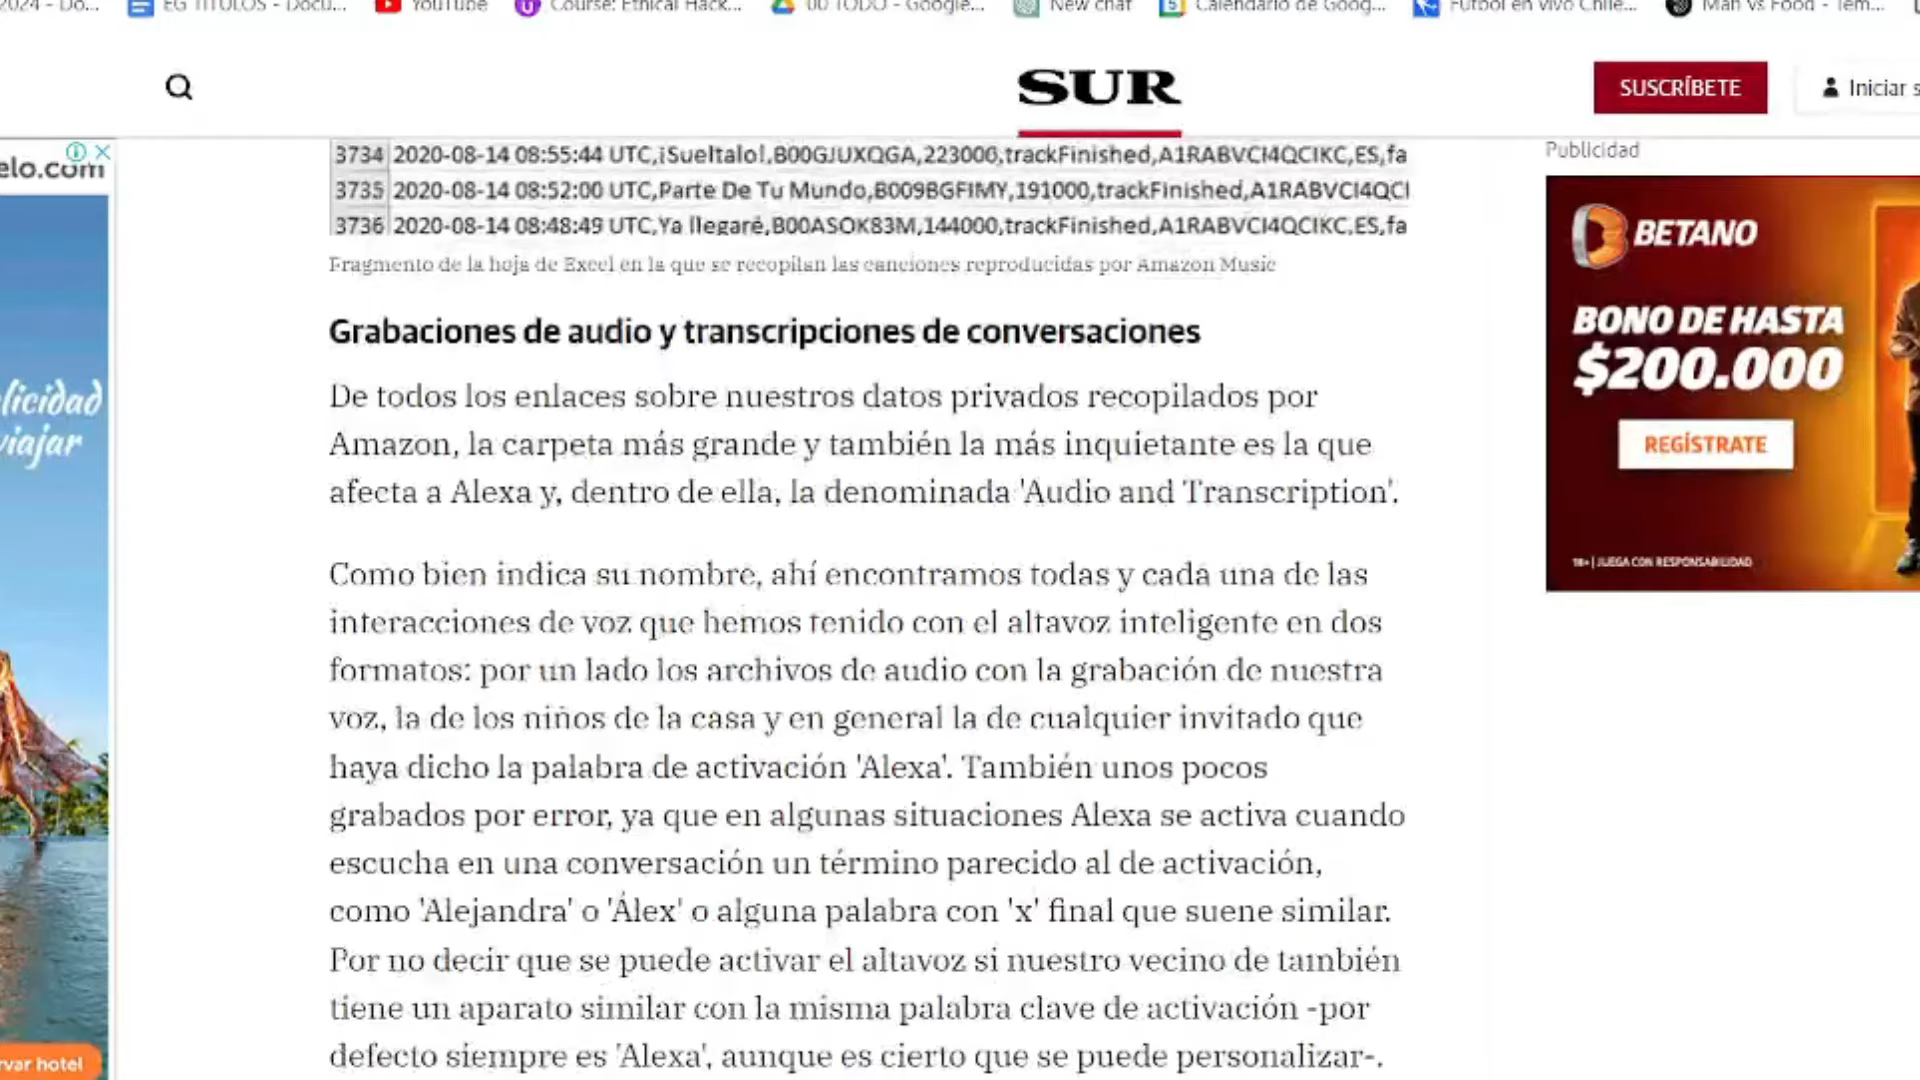 2024 - Do...
EG TITULOS - Docu...
YouTube
Course: Ethical Hack...
00 TODO - Google...
New chat
Calendario de Goog...
Fútbol en vivo Chile...
Man vs Food - Tem...
SUR
SUSCRÍBETE
Iniciar s
elo.com
licidad
viajar
rvar hotel
3734 2020-08-14 08:55:44 UTC,¡Sueltalo!,B00GJUXQGA,223000,trackFinished,A1RABVCI4QCIKC,ES,fa
3735 2020-08-14 08:52:00 UTC,Parte De Tu Mundo,B009BGFIMY,191000,trackFinished,A1RABVCI4QCI
3736 2020-08-14 08:48:49 UTC,Ya llegaré,B00ASOK83M,144000,trackFinished,A1RABVCI4QCIKC,ES,fa
Fragmento de la hoja de Excel en la que se recopilan las canciones reproducidas por Amazon Music
Grabaciones de audio y transcripciones de conversaciones
De todos los enlaces sobre nuestros datos privados recopilados por
Amazon, la carpeta más grande y también la más inquietante es la que
afecta a Alexa y, dentro de ella, la denominada 'Audio and Transcription'.
Como bien indica su nombre, ahí encontramos todas y cada una de las
interacciones de voz que hemos tenido con el altavoz inteligente en dos
formatos: por un lado los archivos de audio con la grabación de nuestra
voz, la de los niños de la casa y en general la de cualquier invitado que
haya dicho la palabra de activación 'Alexa'. También unos pocos
grabados por error, ya que en algunas situaciones Alexa se activa cuando
escucha en una conversación un término parecido al de activación,
como 'Alejandra' o 'Álex' o alguna palabra con 'x' final que suene similar.
Por no decir que se puede activar el altavoz si nuestro vecino de también
tiene un aparato similar con la misma palabra clave de activación -por
defecto siempre es 'Alexa', aunque es cierto que se puede personalizar-.
Publicidad
BETANO
BONO DE HASTA
$200.000
REGÍSTRATE
18+ | JUEGA CON RESPONSABILIDAD